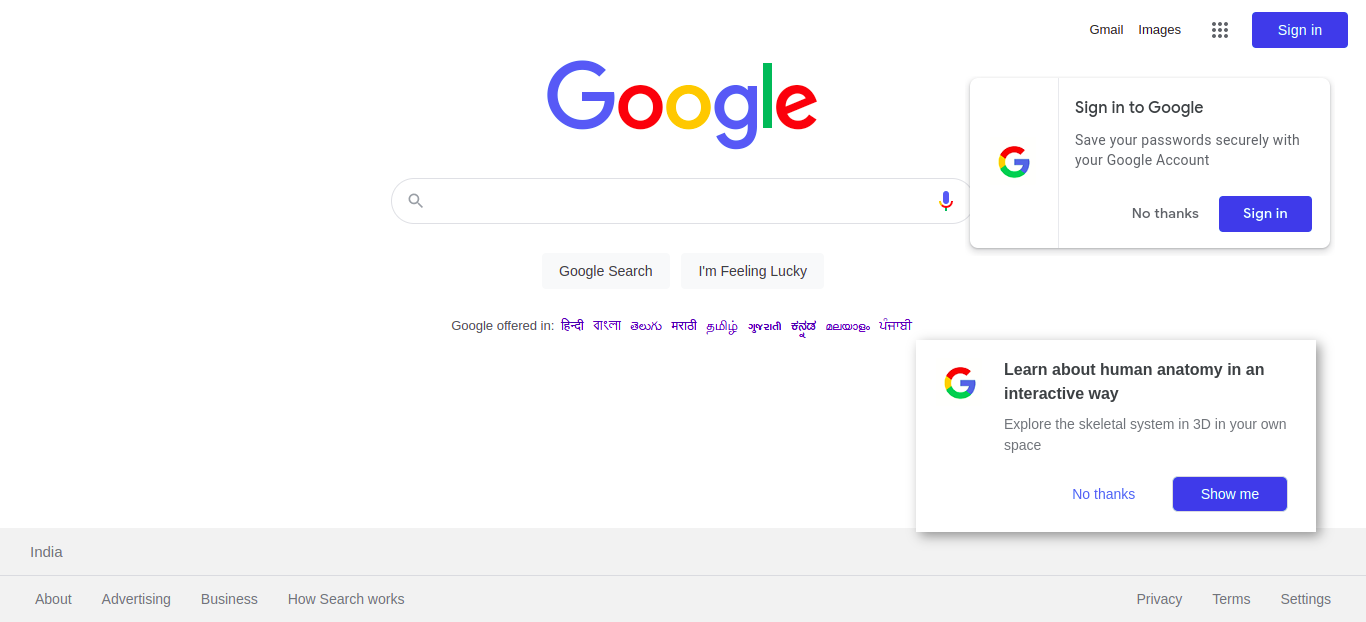 Gmail Images Sign in
Google
Sign in to Google
Save your passwords securely with
your Google Account
No thanks Sign in
Google Search I'm Feeling Lucky
Google offered in: हिन्दी বাংলা తెలుగు मराठी தமிழ் ગુજરાતી ಕನ್ನಡ മലയാളം ਪੰਜਾਬੀ
Learn about human anatomy in an
interactive way
Explore the skeletal system in 3D in your own
space
No thanks Show me
India
About Advertising Business How Search works Privacy Terms Settings